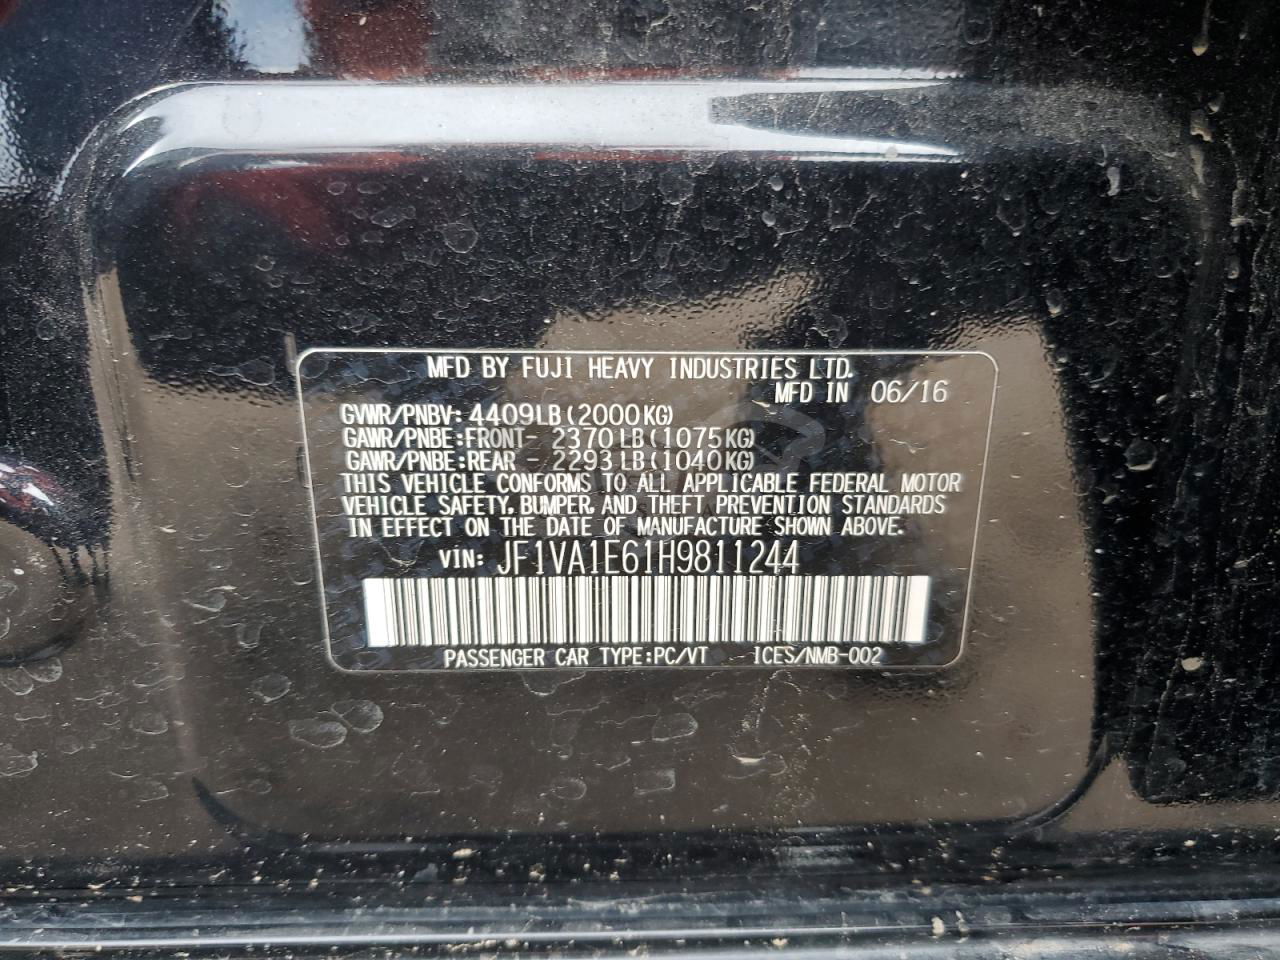 MFD BY FUJI HEAVY INDUSTRIES LTD.
MFD IN 06/16
GVWR/PNBV: 4409LB (2000KG)
GAWR/PNBE: FRONT- 2370 LB (1075KG)
GAWR/PNBE: REAR - 2293 LB (1040KG)
THIS VEHICLE CONFORMS TO ALL APPLICABLE FEDERAL MOTOR
VEHICLE SAFETY, BUMPER, AND THEFT PREVENTION STANDARDS
IN EFFECT ON THE DATE OF MANUFACTURE SHOWN ABOVE.
VIN: JF1VA1E61H9811244
PASSENGER CAR TYPE: PC/VT ICES/NMB-002